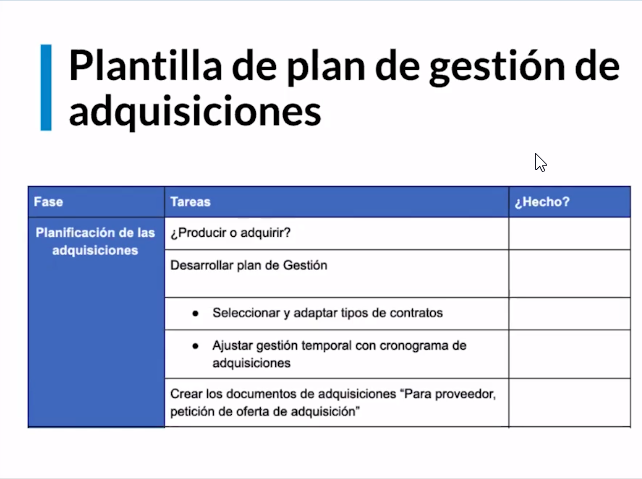 Plantilla de plan de gestión de
adquisiciones
Fase
Tareas
¿Hecho?
Planificación de las
adquisiciones
¿Producir o adquirir?
Desarrollar plan de Gestión
● Seleccionar y adaptar tipos de contratos
● Ajustar gestión temporal con cronograma de
adquisiciones
Crear los documentos de adquisiciones “Para proveedor,
petición de oferta de adquisición”